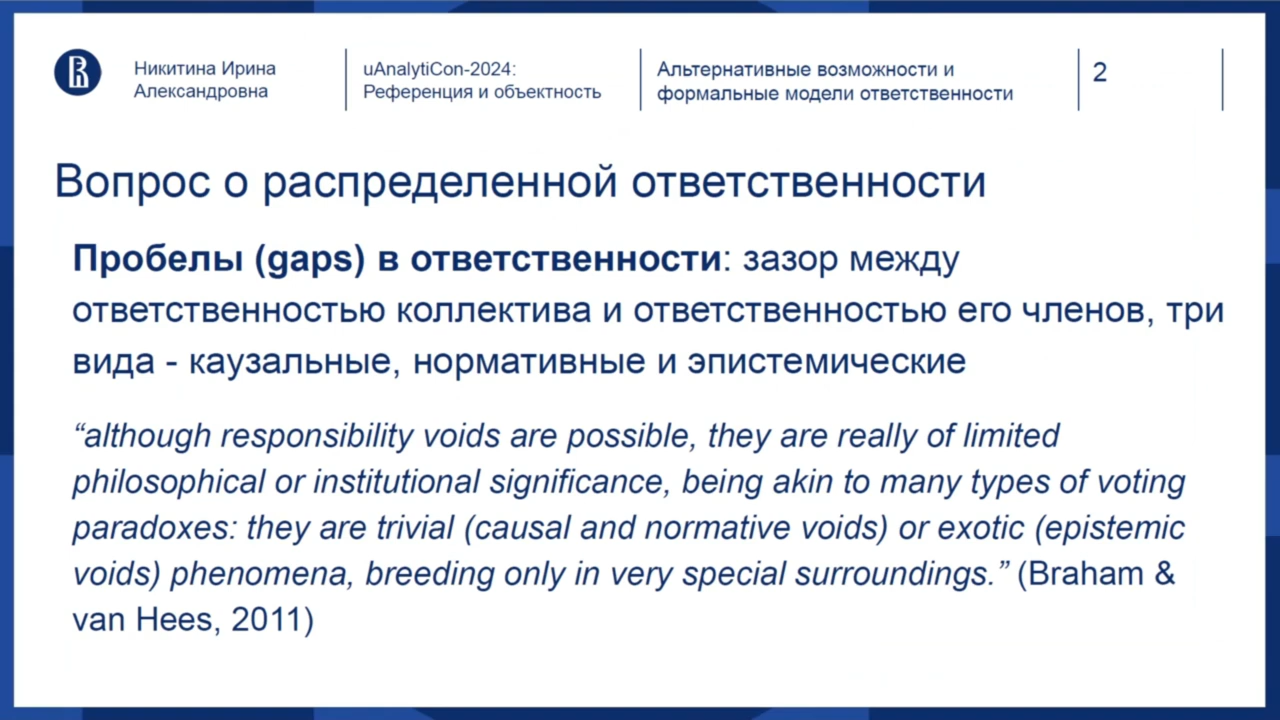 Никитина Ирина
Александровна
uAnalytiCon-2024:
Референция и объектность
Альтернативные возможности и
формальные модели ответственности
2
Вопрос о распределенной ответственности
Пробелы (gaps) в ответственности: зазор между
ответственностью коллектива и ответственностью его членов, три
вида - каузальные, нормативные и эпистемические
“although responsibility voids are possible, they are really of limited
philosophical or institutional significance, being akin to many types of voting
paradoxes: they are trivial (causal and normative voids) or exotic (epistemic
voids) phenomena, breeding only in very special surroundings.” (Braham &
van Hees, 2011)